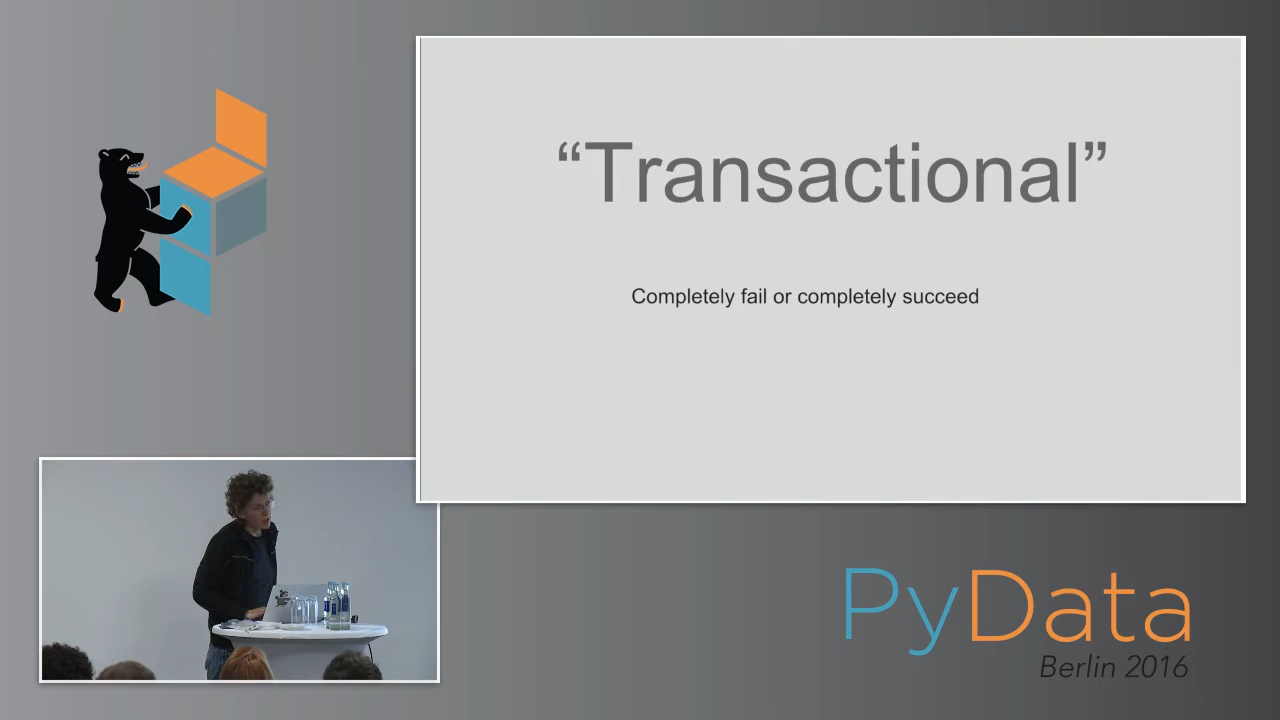 “Transactional”
Completely fail or completely succeed
PyData
Berlin 2016